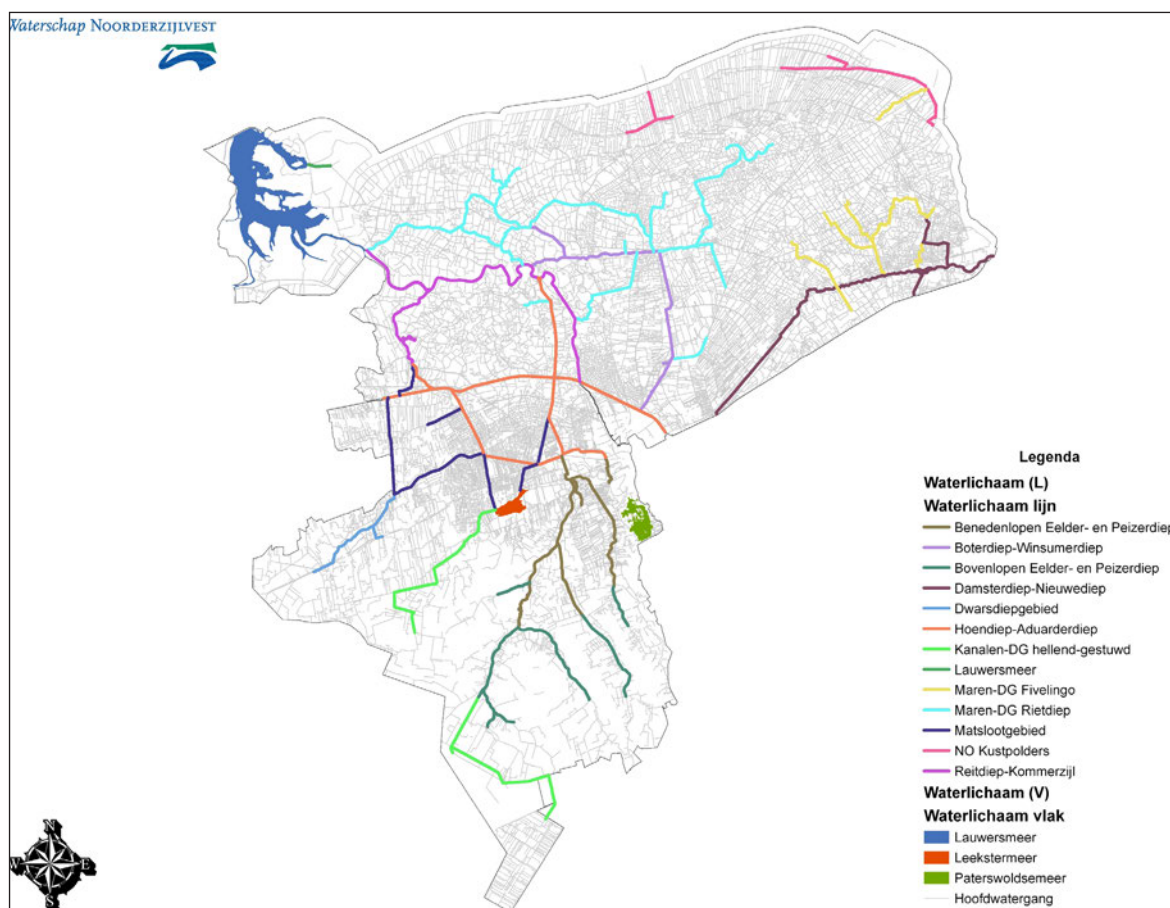 Waterschap NOORDERZIJLVEST
Legenda
Waterlichaam (L)
Waterlichaam lijn
Benedenlopen Eelder- en Peizerdiep
Boterdiep-Winsumerdiep
Bovenlopen Eelder- en Peizerdiep
Damsterdiep-Nieuwediep
Dwarsdiepgebied
Hoendiep-Aduarderdiep
Kanalen-DG hellend-gestuwd
Lauwersmeer
Maren-DG Fivelingo
Maren-DG Rietdiep
Matslootgebied
NO Kustpolders
Reitdiep-Kommerzijl
Waterlichaam (V)
Waterlichaam vlak
Lauwersmeer
Leekstermeer
Paterswoldsemeer
Hoofdwatergang
N
W E
S